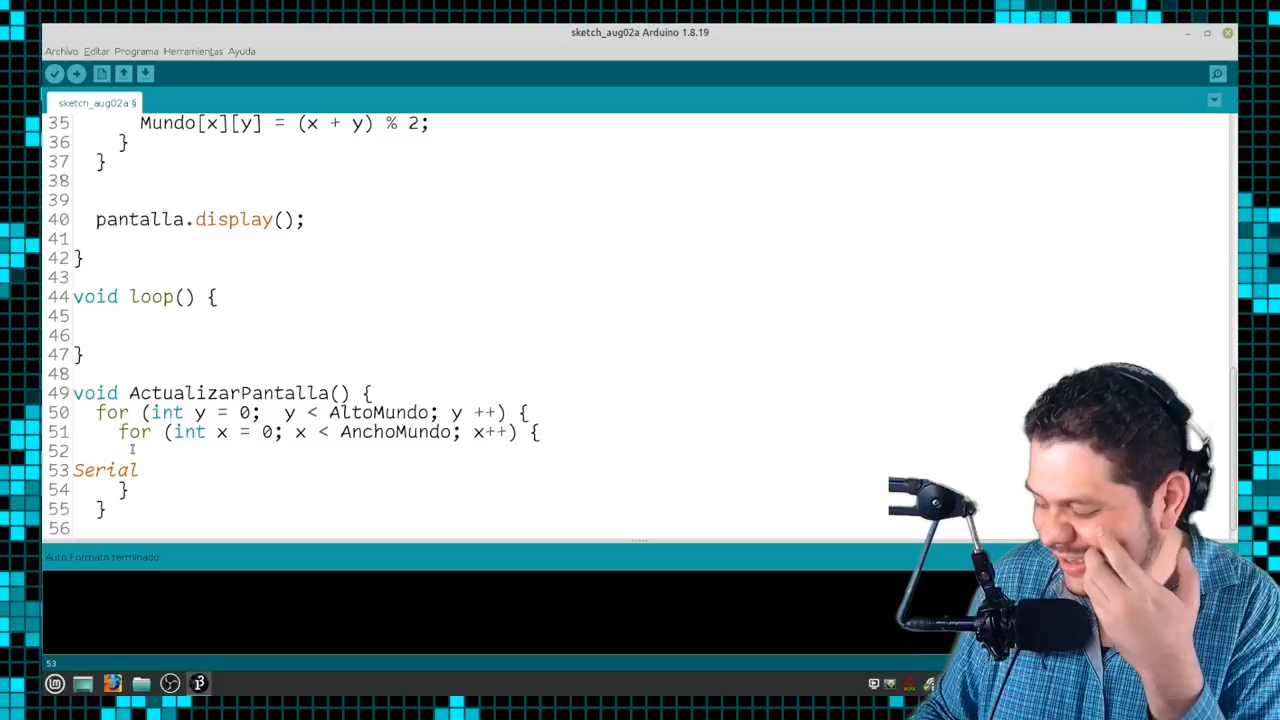 sketch_aug02a Arduino 1.8.19
Archivo Editar Programa Herramientas Ayuda
sketch_aug02a §
35 Mundo[x][y] = (x + y) % 2;
36 }
37 }
38
39
40 pantalla.display();
41
42 }
43
44 void loop() {
45
46
47 }
48
49 void ActualizarPantalla() {
50 for (int y = 0;  y < AltoMundo; y ++) {
51 for (int x = 0; x < AnchoMundo; x++) {
52
53 Serial
54 }
55 }
56
Auto Formato terminado.
53